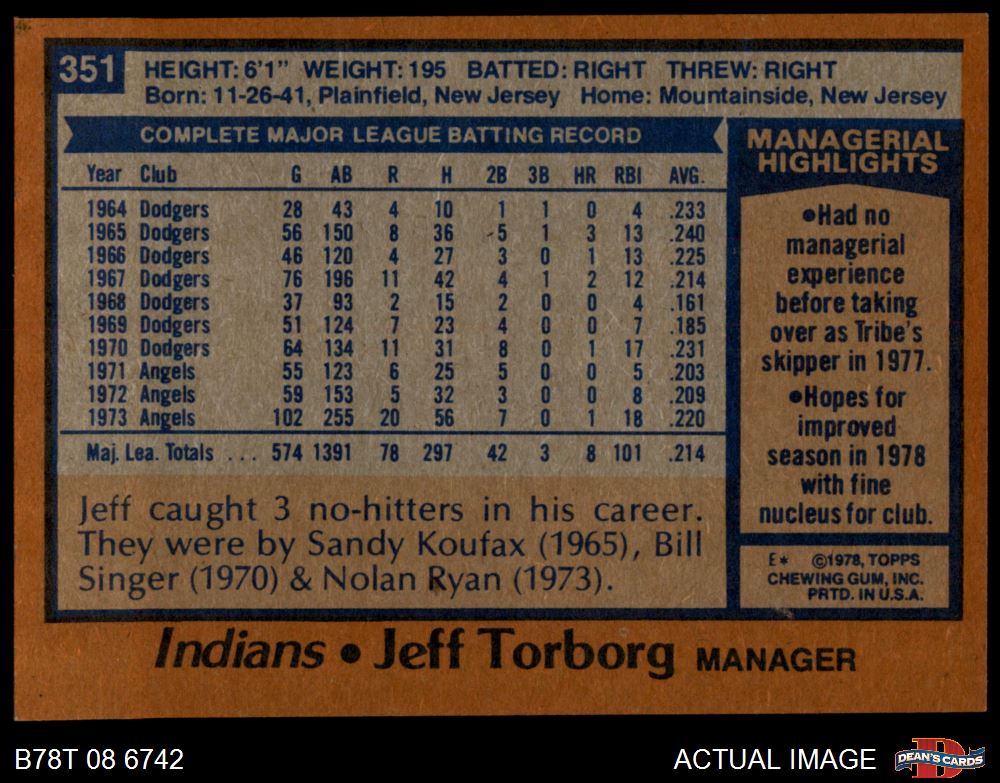 351
HEIGHT: 6'1" WEIGHT: 195 BATTED: RIGHT THREW: RIGHT
Born: 11-26-41, Plainfield, New Jersey Home: Mountainside, New Jersey
COMPLETE MAJOR LEAGUE BATTING RECORD
Year Club G AB R H 2B 3B HR RBI AVG.
1964 Dodgers 28 43 4 10 1 1 0 4 .233
1965 Dodgers 56 150 8 36 5 1 3 13 .240
1966 Dodgers 46 120 4 27 3 0 1 13 .225
1967 Dodgers 76 196 11 42 4 1 2 12 .214
1968 Dodgers 37 93 2 15 2 0 0 4 .161
1969 Dodgers 51 124 7 23 4 0 0 7 .185
1970 Dodgers 64 134 11 31 8 0 1 17 .231
1971 Angels 55 123 6 25 5 0 0 5 .203
1972 Angels 59 153 5 32 3 0 0 8 .209
1973 Angels 102 255 20 56 7 0 1 18 .220
Maj. Lea. Totals . . . 574 1391 78 297 42 3 8 101 .214
Jeff caught 3 no-hitters in his career.
They were by Sandy Koufax (1965), Bill
Singer (1970) & Nolan Ryan (1973).
MANAGERIAL
HIGHLIGHTS
•Had no
managerial
experience
before taking
over as Tribe's
skipper in 1977.
•Hopes for
improved
season in 1978
with fine
nucleus for club.
E* ©1978, TOPPS
CHEWING GUM, INC.
PRTD. IN U.S.A.
Indians • Jeff Torborg MANAGER
B78T 08 6742
ACTUAL IMAGE
D
DEAN'S CARDS